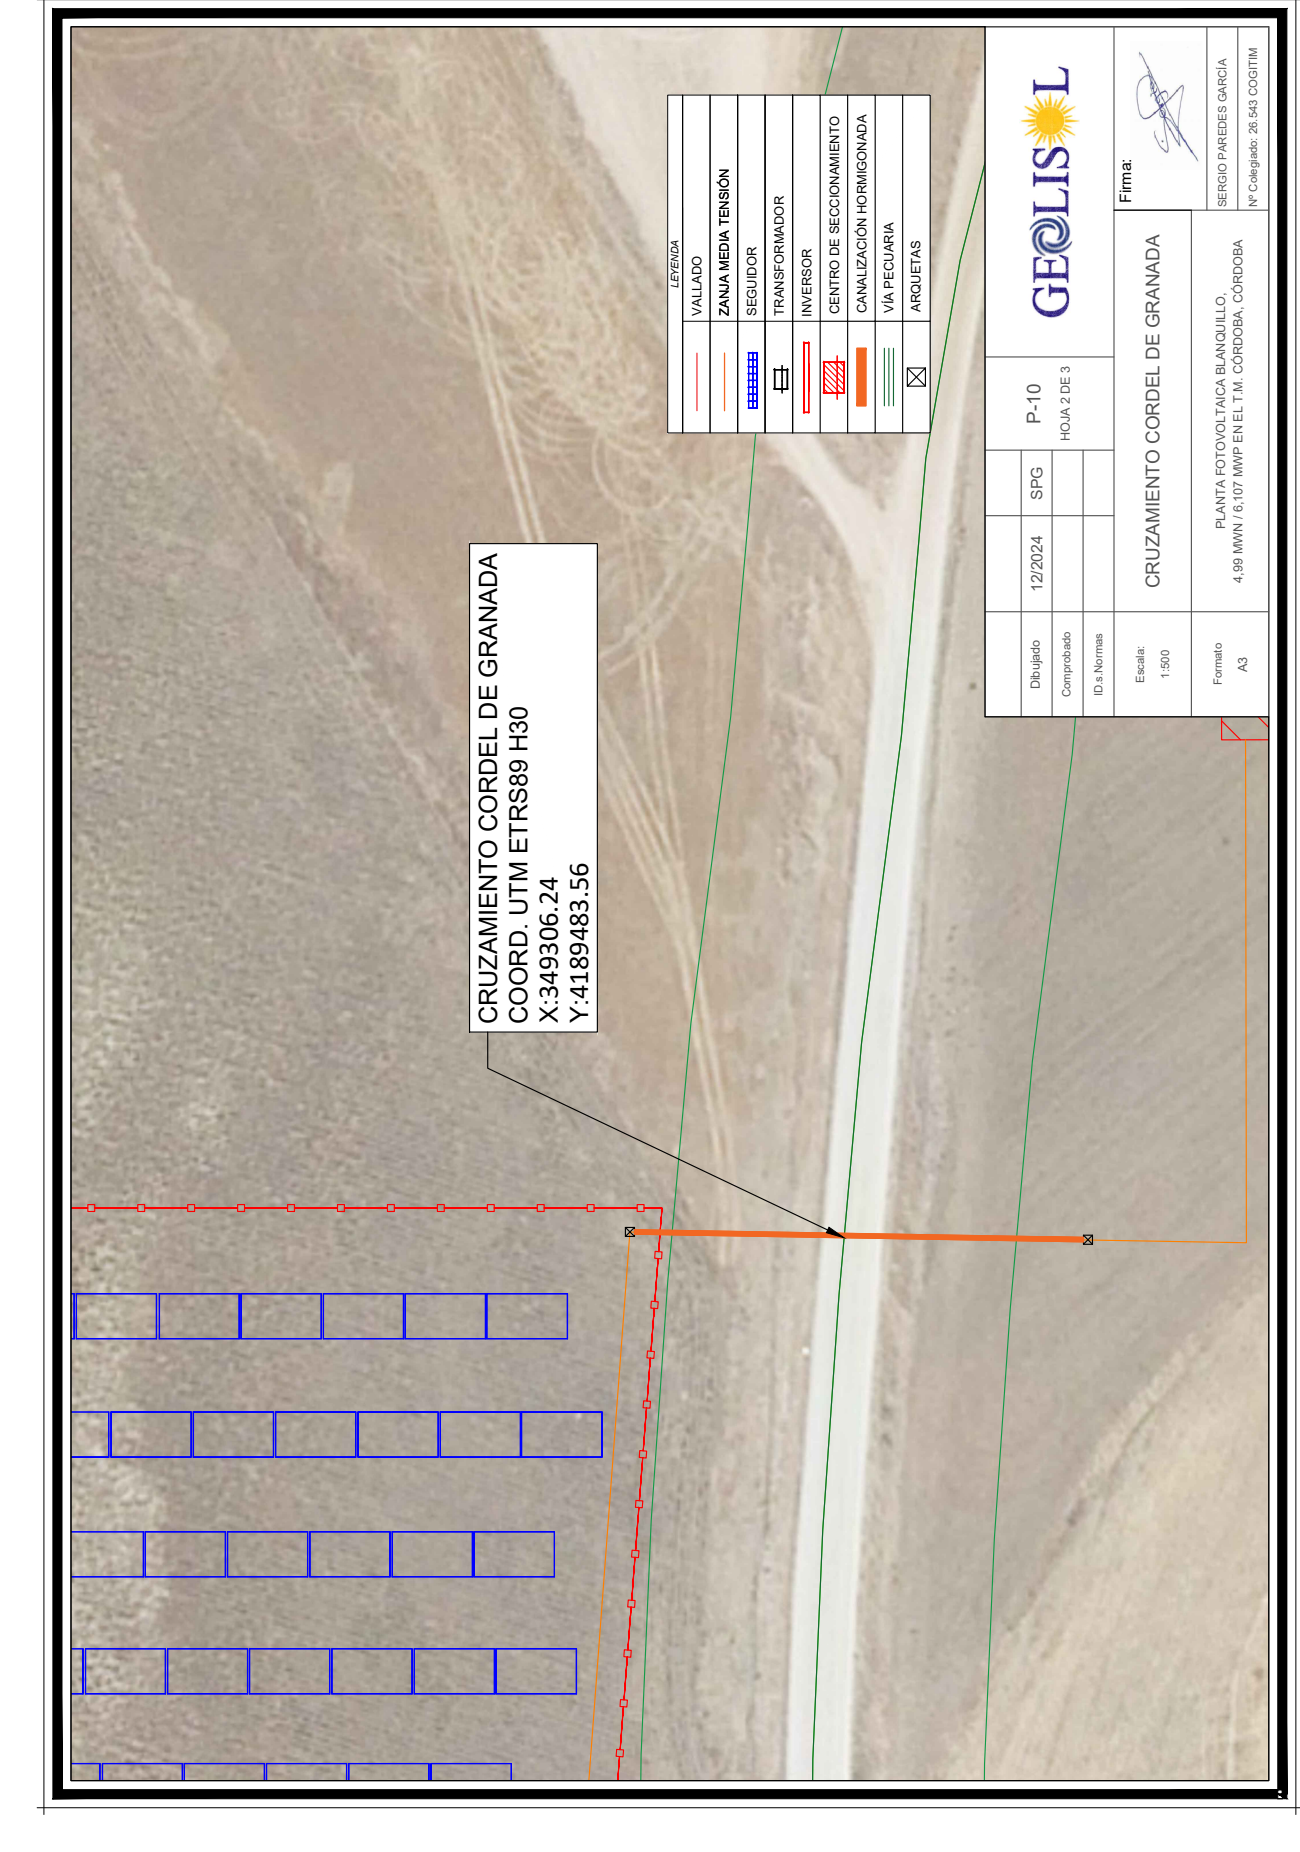 CRUZAMIENTO CORDEL DE GRANADA
COORD. UTM ETRS89 H30
X:349306.24
Y:4189483.56
LEYENDA
VALLADO
ZANJA MEDIA TENSIÓN
SEGUIDOR
TRANSFORMADOR
INVERSOR
CENTRO DE SECCIONAMIENTO
CANALIZACIÓN HORMIGONADA
VÍA PECUARIA
ARQUETAS
GEOLISOL
Dibujado
12/2024
SPG
P-10
HOJA 2 DE 3
Comprobado
ID.s.Normas
Escala:
1:500
CRUZAMIENTO CORDEL DE GRANADA
Firma:
Formato
A3
PLANTA FOTOVOLTAICA BLANQUILLO,
4,99 MWN / 6,107 MWP EN EL T.M. CÓRDOBA, CÓRDOBA
SERGIO PAREDES GARCÍA
Nº Colegiado: 26.543 COGITIM